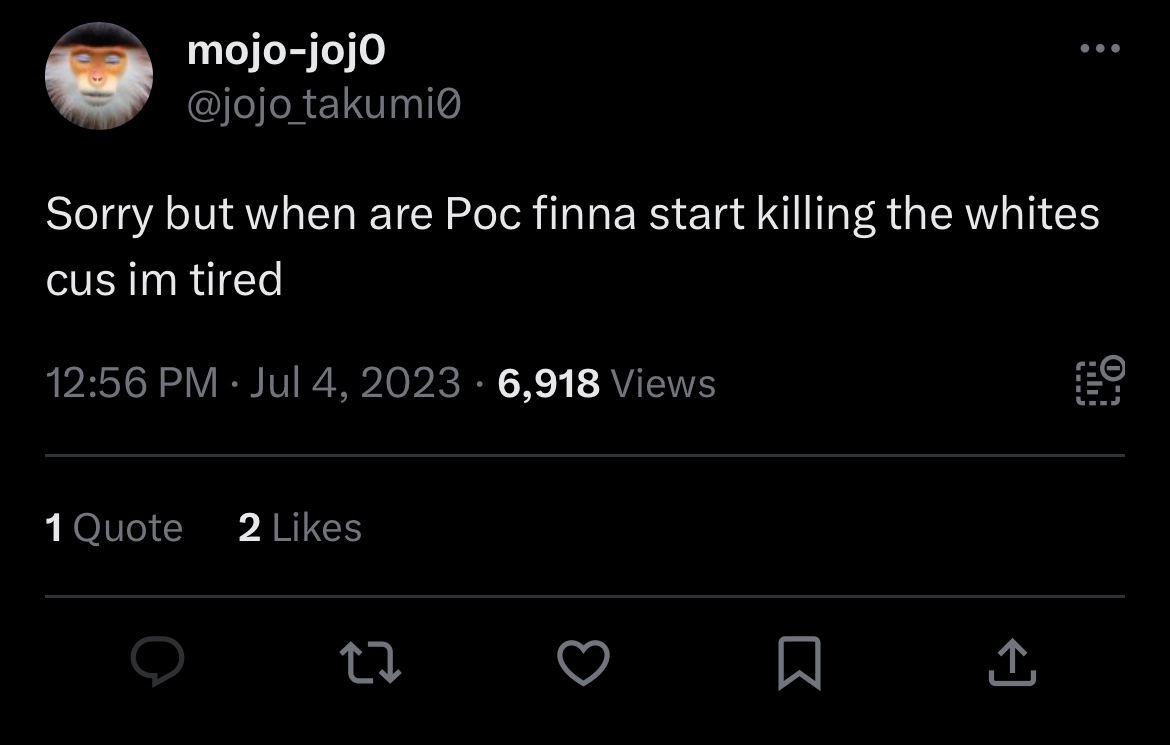 mojo-joj0
@jojo_takumi0
Sorry but when are Poc finna start killing the whites
cus im tired
12:56 PM · Jul 4, 2023 · 6,918 Views
1 Quote 2 Likes